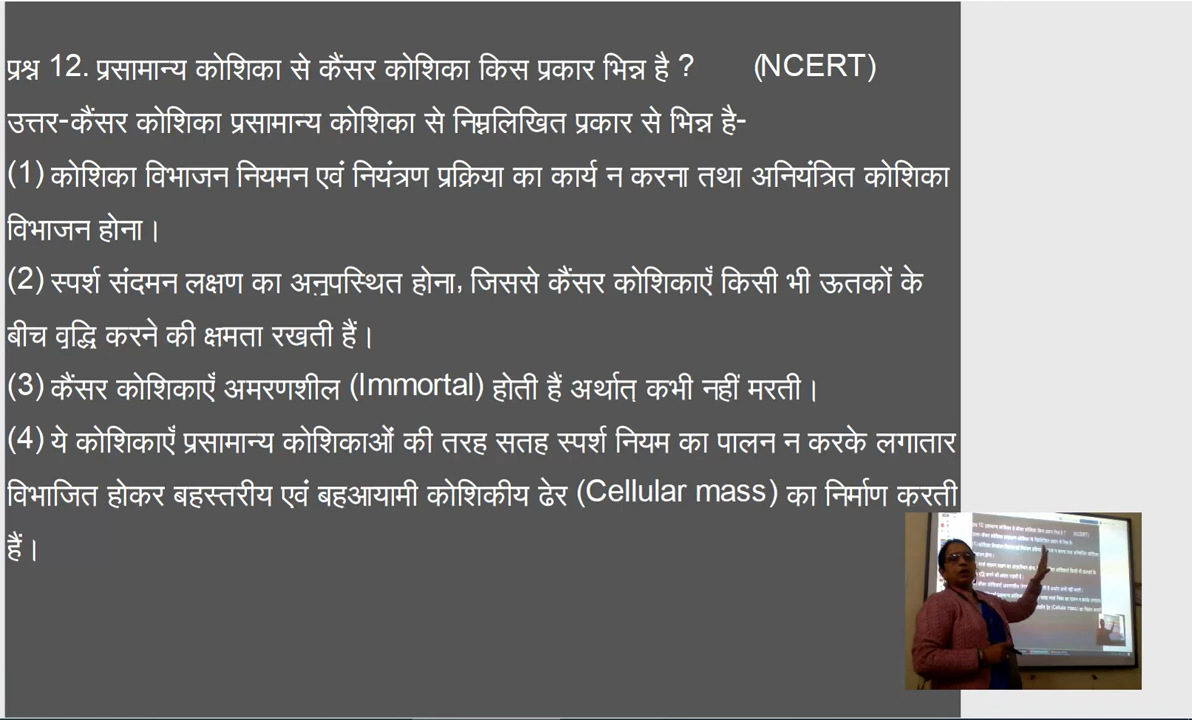 प्रश्न 12. प्रसामान्य कोशिका से कैंसर कोशिका किस प्रकार भिन्न है ? (NCERT)
उत्तर-कैंसर कोशिका प्रसामान्य कोशिका से निम्नलिखित प्रकार से भिन्न है-
(1) कोशिका विभाजन नियमन एवं नियंत्रण प्रक्रिया का कार्य न करना तथा अनियंत्रित कोशिका
विभाजन होना।
(2) स्पर्श संदमन लक्षण का अनुपस्थित होना, जिससे कैंसर कोशिकाएँ किसी भी ऊतकों के
बीच वृद्धि करने की क्षमता रखती हैं।
(3) कैंसर कोशिकाएँ अमरणशील (Immortal) होती हैं अर्थात् कभी नहीं मरती।
(4) ये कोशिकाएँ प्रसामान्य कोशिकाओं की तरह सतह स्पर्श नियम का पालन न करके लगातार
विभाजित होकर बहस्तरीय एवं बहआयामी कोशिकीय ढेर (Cellular mass) का निर्माण करती
हैं।